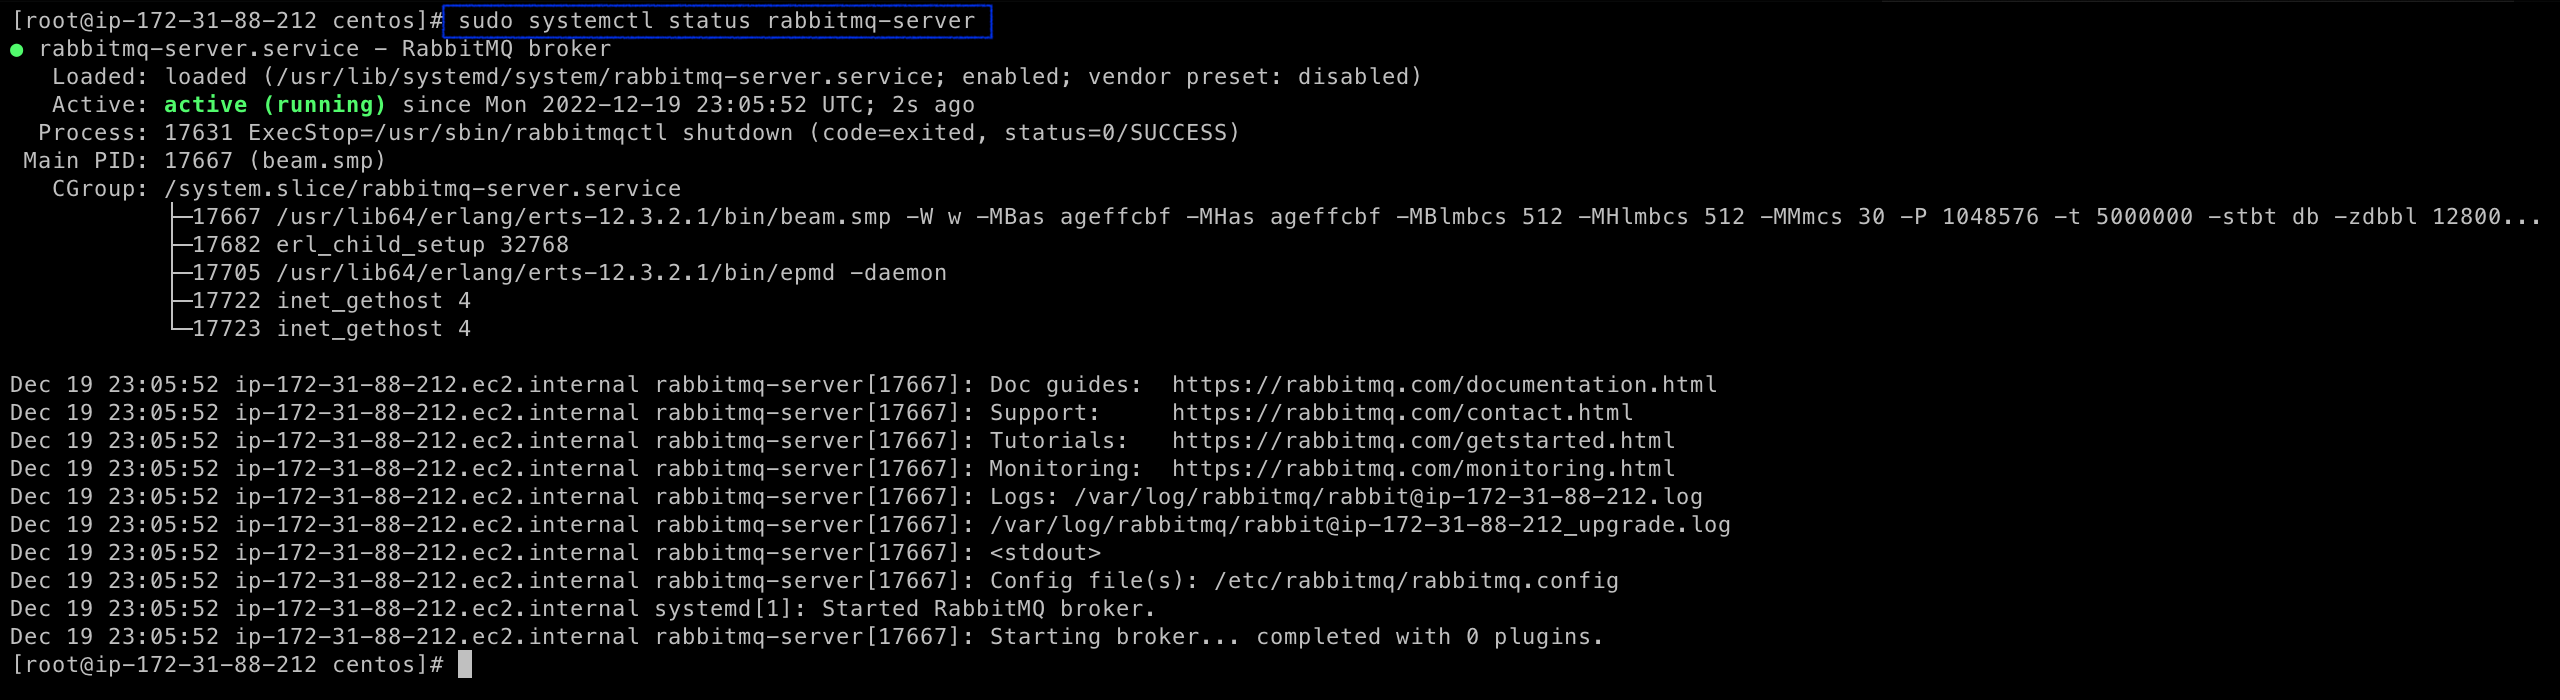 [root@ip-172-31-88-212 centos]# sudo systemctl status rabbitmq-server
● rabbitmq-server.service - RabbitMQ broker
   Loaded: loaded (/usr/lib/systemd/system/rabbitmq-server.service; enabled; vendor preset: disabled)
   Active: active (running) since Mon 2022-12-19 23:05:52 UTC; 2s ago
  Process: 17631 ExecStop=/usr/sbin/rabbitmqctl shutdown (code=exited, status=0/SUCCESS)
 Main PID: 17667 (beam.smp)
   CGroup: /system.slice/rabbitmq-server.service
           ├─17667 /usr/lib64/erlang/erts-12.3.2.1/bin/beam.smp -W w -MBas ageffcbf -MHas ageffcbf -MBlmbcs 512 -MHlmbcs 512 -MMmcs 30 -P 1048576 -t 5000000 -stbt db -zdbbl 12800...
           ├─17682 erl_child_setup 32768
           ├─17705 /usr/lib64/erlang/erts-12.3.2.1/bin/epmd -daemon
           ├─17722 inet_gethost 4
           └─17723 inet_gethost 4

Dec 19 23:05:52 ip-172-31-88-212.ec2.internal rabbitmq-server[17667]: Doc guides:  https://rabbitmq.com/documentation.html
Dec 19 23:05:52 ip-172-31-88-212.ec2.internal rabbitmq-server[17667]: Support:     https://rabbitmq.com/contact.html
Dec 19 23:05:52 ip-172-31-88-212.ec2.internal rabbitmq-server[17667]: Tutorials:   https://rabbitmq.com/getstarted.html
Dec 19 23:05:52 ip-172-31-88-212.ec2.internal rabbitmq-server[17667]: Monitoring:  https://rabbitmq.com/monitoring.html
Dec 19 23:05:52 ip-172-31-88-212.ec2.internal rabbitmq-server[17667]: Logs: /var/log/rabbitmq/rabbit@ip-172-31-88-212.log
Dec 19 23:05:52 ip-172-31-88-212.ec2.internal rabbitmq-server[17667]: /var/log/rabbitmq/rabbit@ip-172-31-88-212_upgrade.log
Dec 19 23:05:52 ip-172-31-88-212.ec2.internal rabbitmq-server[17667]: <stdout>
Dec 19 23:05:52 ip-172-31-88-212.ec2.internal rabbitmq-server[17667]: Config file(s): /etc/rabbitmq/rabbitmq.config
Dec 19 23:05:52 ip-172-31-88-212.ec2.internal systemd[1]: Started RabbitMQ broker.
Dec 19 23:05:52 ip-172-31-88-212.ec2.internal rabbitmq-server[17667]: Starting broker... completed with 0 plugins.
[root@ip-172-31-88-212 centos]#